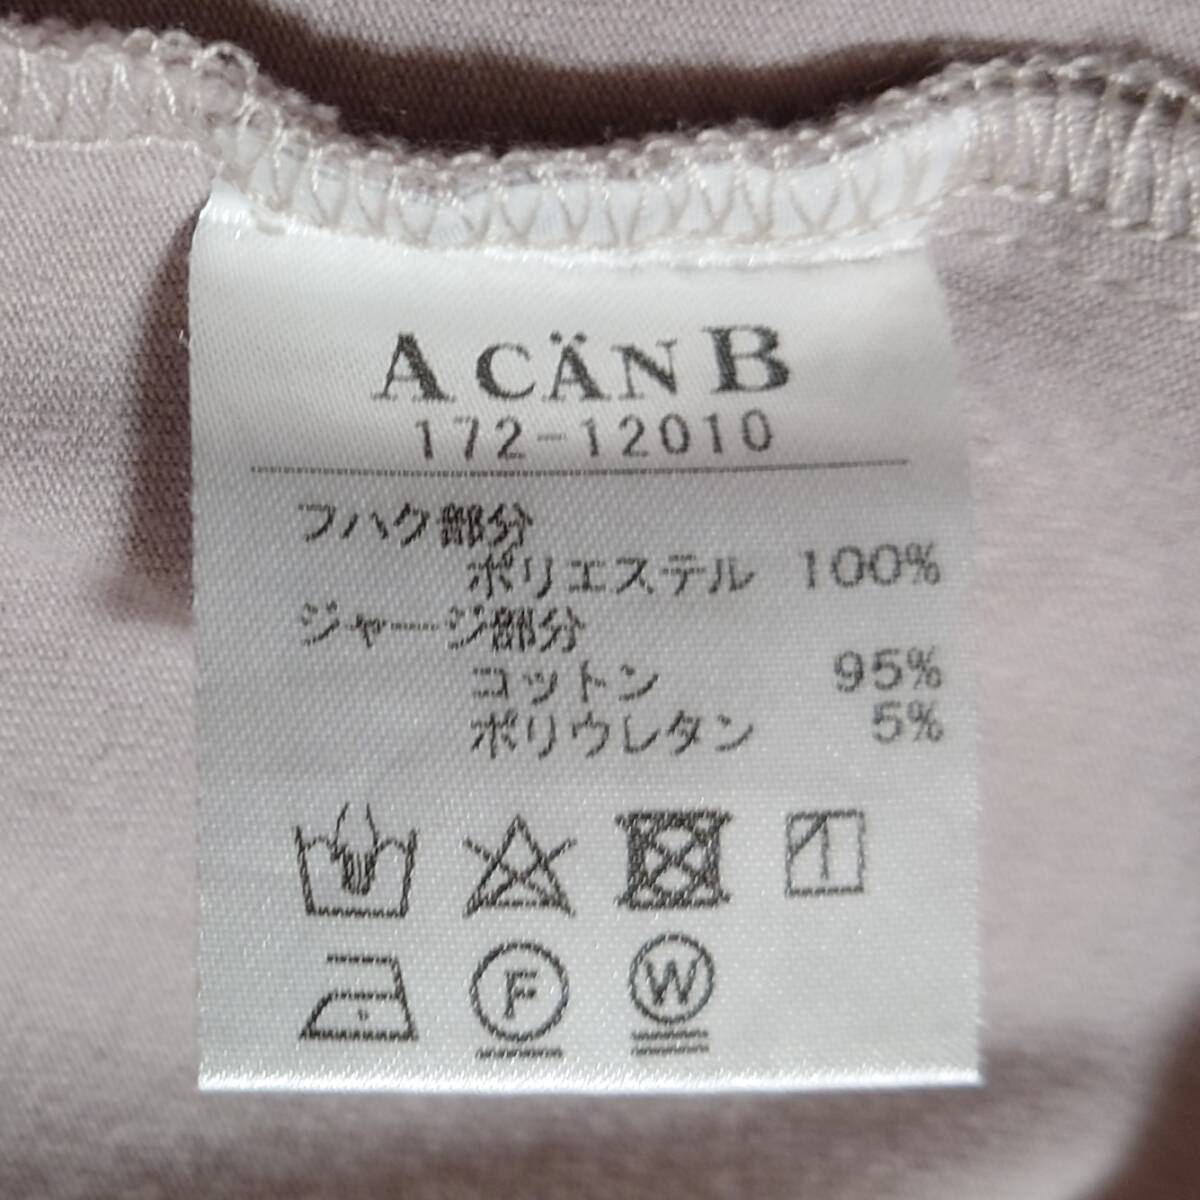 A CÄN B
172-12010
フハク部分
ポリエステル 100%
ジャージ部分
コットン 95%
ポリウレタン 5%
F
W